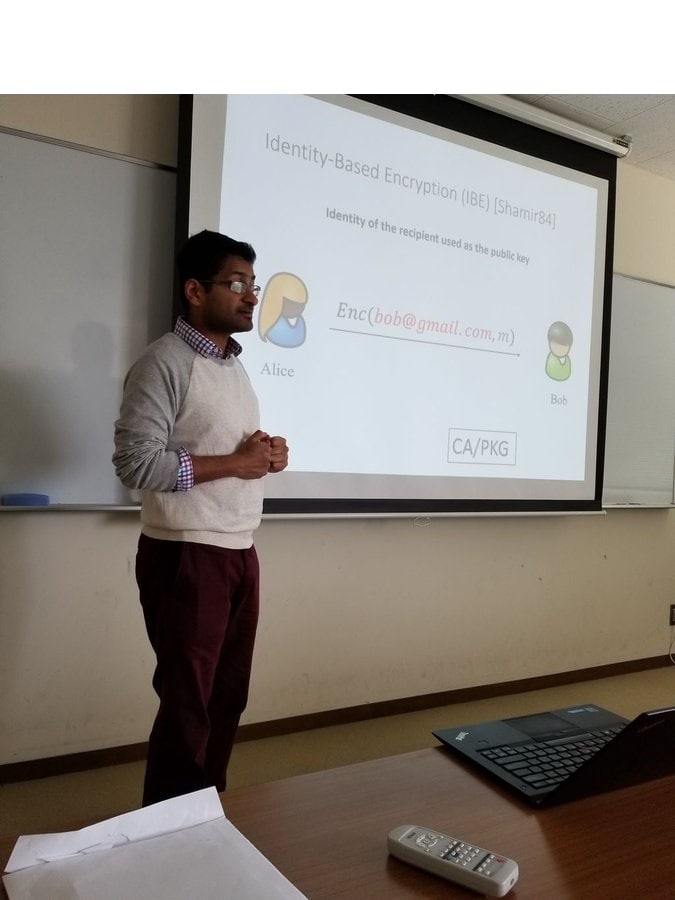 Identity-Based Encryption (IBE) [Shamir84]
Identity of the recipient used as the public key
Enc(bob@gmail.com,m)
Alice
Bob
CA/PKG
ThinkPad